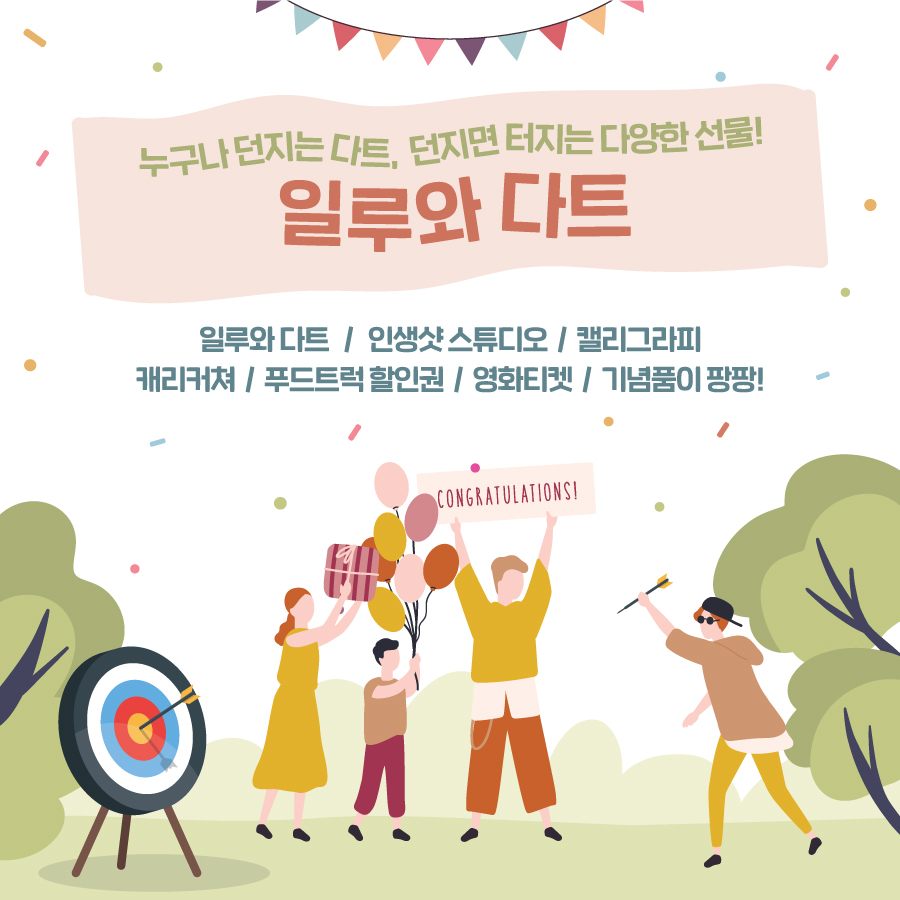 누구나 던지는 다트, 던지면 터지는 다양한 선물!
일루와 다트
일루와 다트 / 인생샷 스튜디오 / 캘리그라피
캐리커쳐 / 푸드트럭 할인권 / 영화티켓 / 기념품이 팡팡!
CONGRATULATIONS!